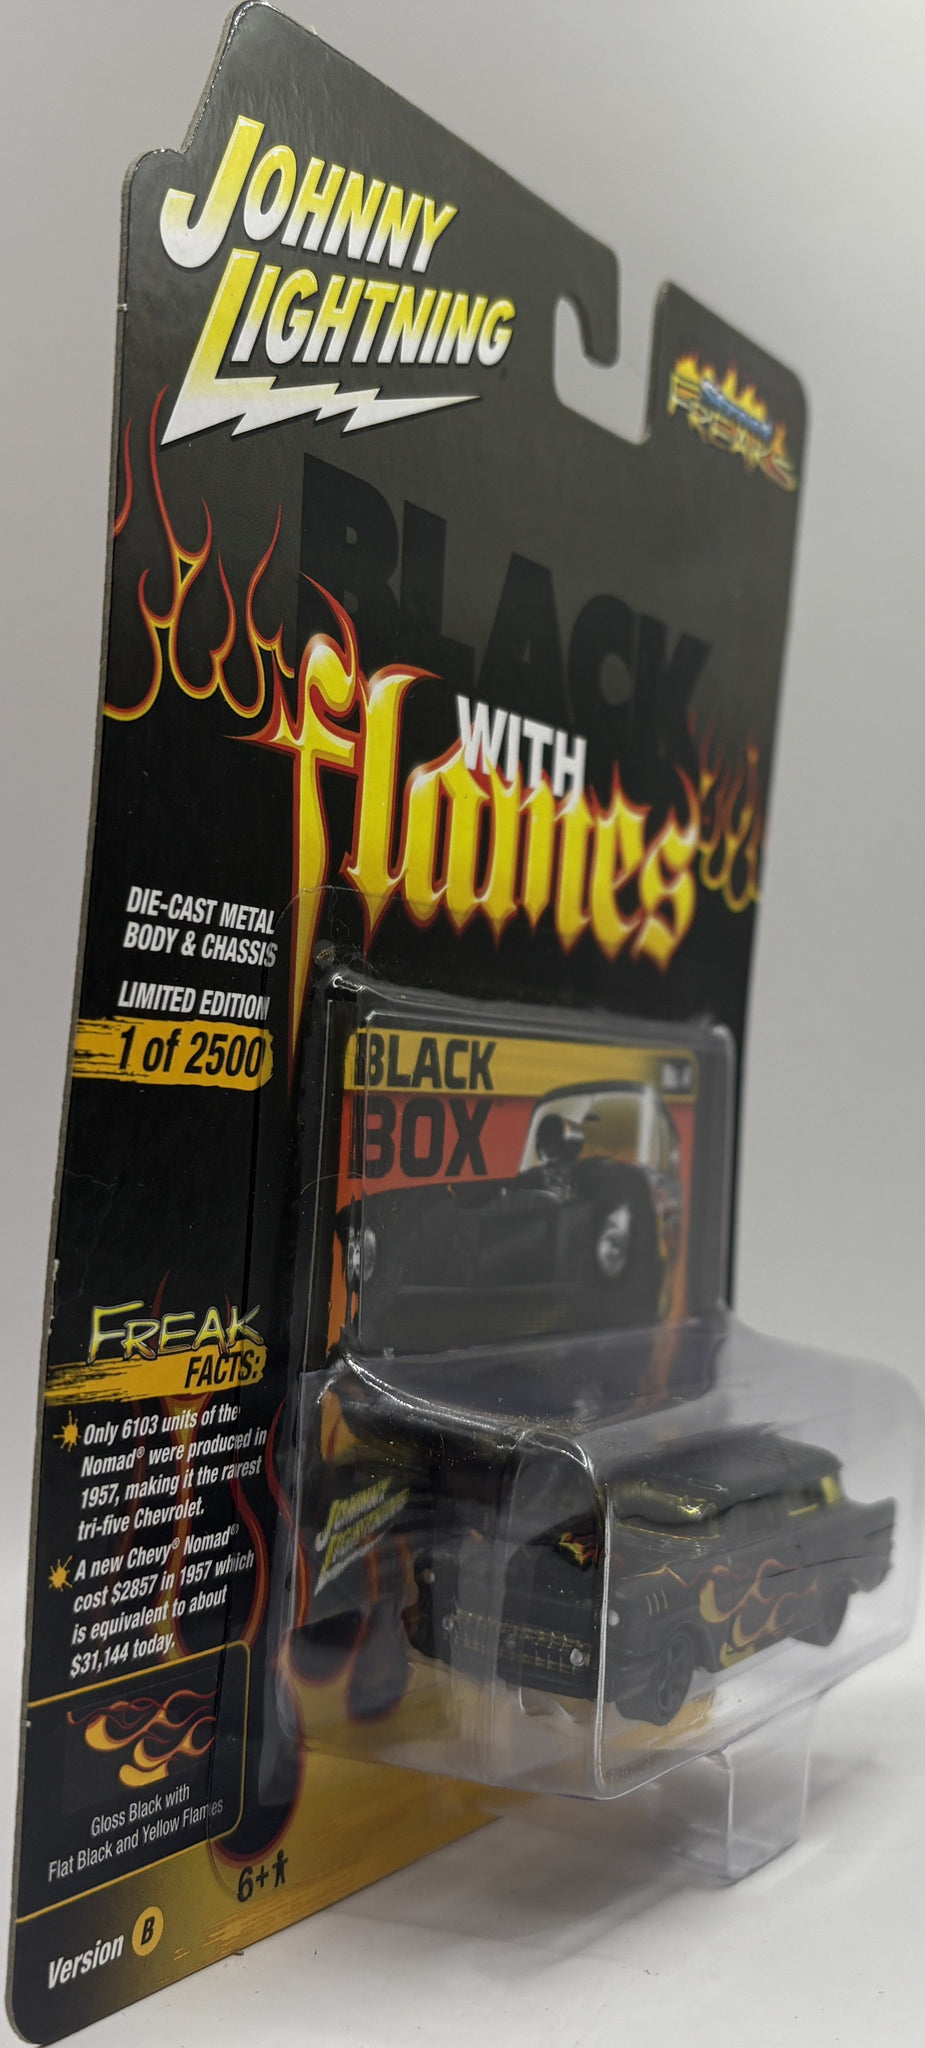 JOHNNY
LIGHTNING
STREET
FREAKS
BLACK
WITH
flames
DIE-CAST METAL
BODY & CHASSIS
LIMITED EDITION
1 of 2500
BLACK
BOX
FREAK
FACTS:
Only 6103 units of the
Nomad® were produced in
1957, making it the rarest
tri-five Chevrolet.
A new Chevy® Nomad®
cost $2857 in 1957 which
is equivalent to about
$31,144 today.
JOHNNY
LIGHTNING
Gloss Black with
Flat Black and Yellow Flames
6+
Version B